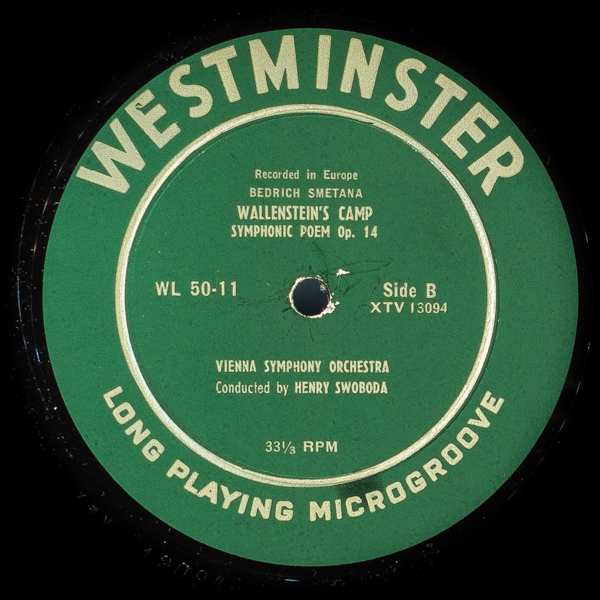 WESTMINSTER
Recorded in Europe
BEDRICH SMETANA
WALLENSTEIN'S CAMP
SYMPHONIC POEM Op. 14
WL 50-11
Side B
XTV 13094
VIENNA SYMPHONY ORCHESTRA
Conducted by HENRY SWOBODA
33⅓ RPM
LONG PLAYING MICROGROOVE